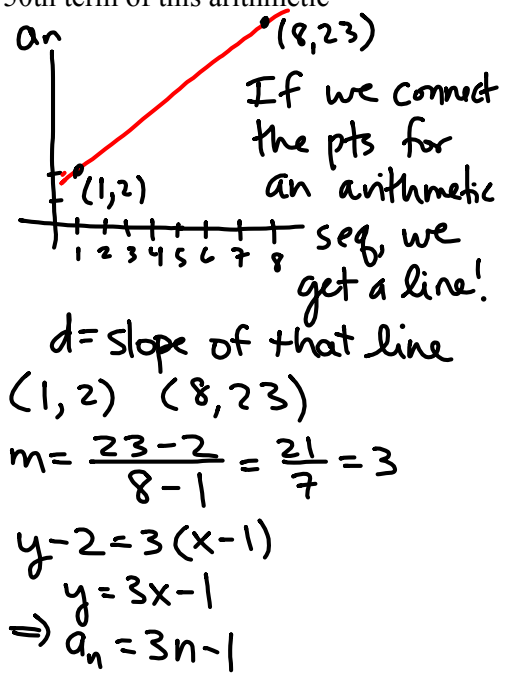 50th term of this arithmetic
an
(8,23)
If we connect
the pts for
(1,2) an arithmetic
seq, we
1 2 3 4 5 6 7 8
get a line!
d = slope of that line
(1,2) (8,23)
m = \frac{23-2}{8-1} = \frac{21}{7} = 3
y-2=3(x-1)
y=3x-1
⇒ aₙ = 3n-1